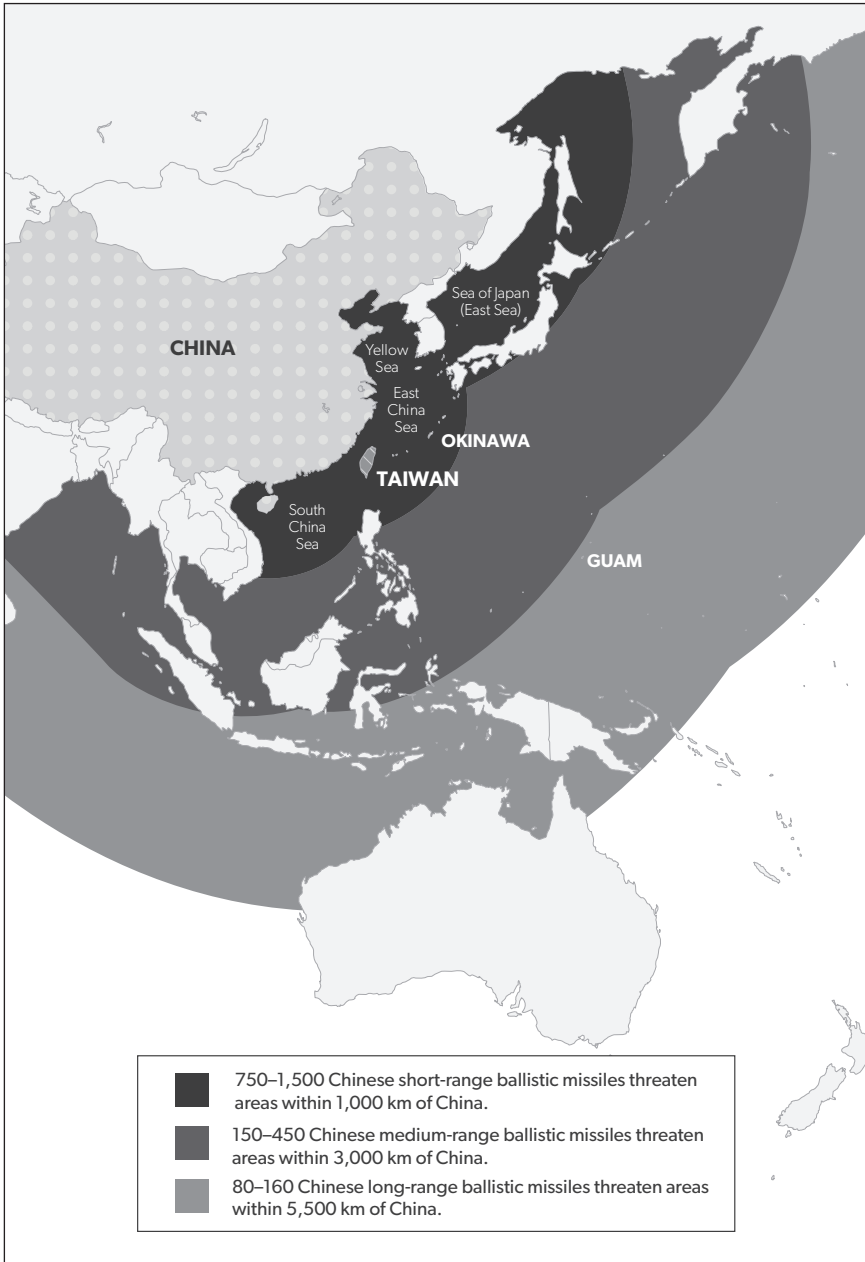 Sea of Japan
(East Sea)
CHINA
Yellow
Sea
East
China
Sea
OKINAWA
TAIWAN
South
China
Sea
GUAM
750–1,500 Chinese short-range ballistic missiles threaten
areas within 1,000 km of China.
150–450 Chinese medium-range ballistic missiles threaten
areas within 3,000 km of China.
80–160 Chinese long-range ballistic missiles threaten areas
within 5,500 km of China.